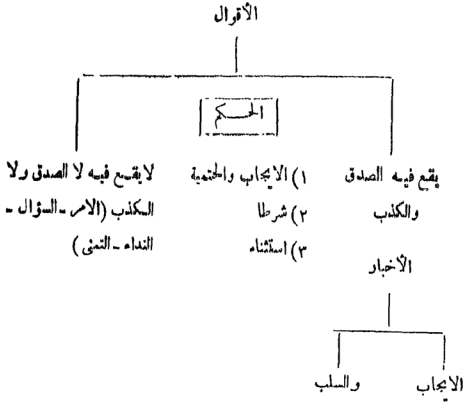 الأقوال
الحكم
يقع فيه الصدق
والكذب
الأخبار
١) الايجاب والحتمية
٢) شرطا
٣) استثناء
لا يقع فيه لا الصدق ولا
الكذب (الامر ـ السؤال ـ
النداء ـ التمنى)
الايجاب
والسلب